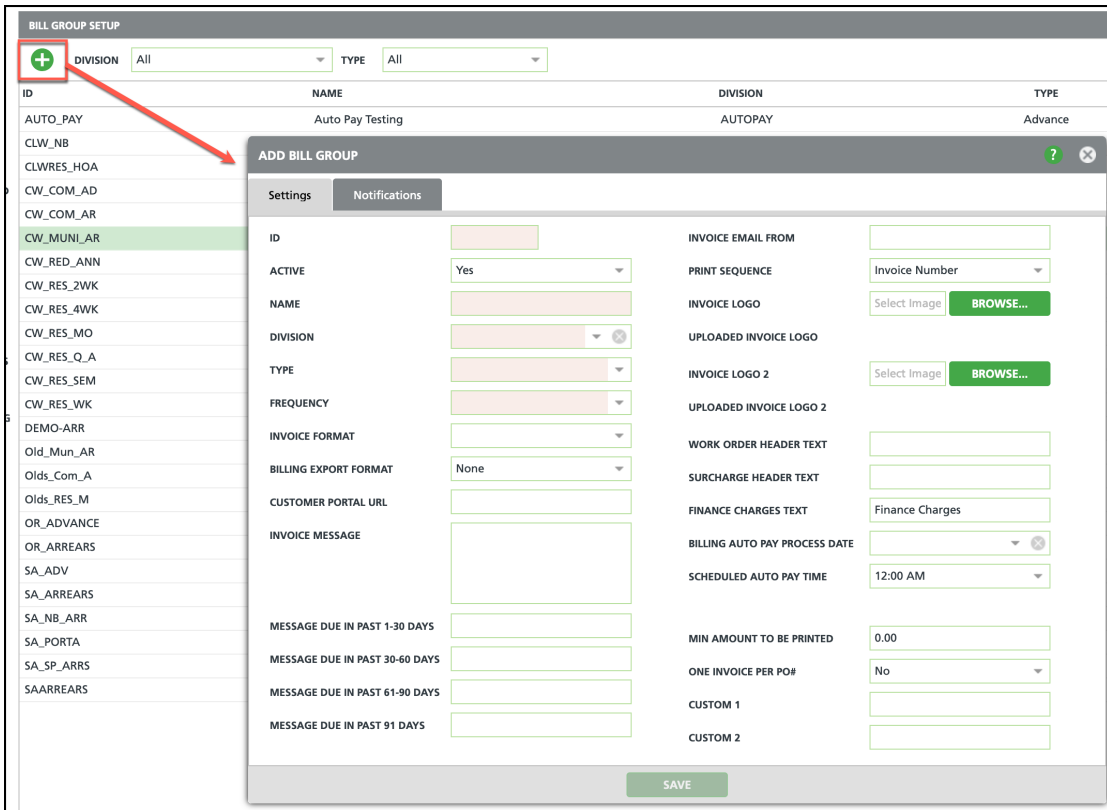 BILL GROUP SETUP
DIVISION All TYPE All
ID NAME DIVISION TYPE
AUTO_PAY Auto Pay Testing AUTOPAY Advance
CLW_NB
CLWRES_HOA
CW_COM_AD
CW_COM_AR
CW_MUNI_AR
CW_RED_ANN
CW_RES_2WK
CW_RES_4WK
CW_RES_MO
CW_RES_Q_A
CW_RES_SEM
CW_RES_WK
DEMO-ARR
Old_Mun_AR
Olds_Com_A
Olds_RES_M
OR_ADVANCE
OR_ARREARS
SA_ADV
SA_ARREARS
SA_NB_ARR
SA_PORTA
SA_SP_ARRS
SAARREARS
ADD BILL GROUP ?
Settings Notifications
ID
ACTIVE Yes
NAME
DIVISION
TYPE
FREQUENCY
INVOICE FORMAT
BILLING EXPORT FORMAT None
CUSTOMER PORTAL URL
INVOICE MESSAGE
MESSAGE DUE IN PAST 1-30 DAYS
MESSAGE DUE IN PAST 30-60 DAYS
MESSAGE DUE IN PAST 61-90 DAYS
MESSAGE DUE IN PAST 91 DAYS
INVOICE EMAIL FROM
PRINT SEQUENCE Invoice Number
INVOICE LOGO Select Image BROWSE...
UPLOADED INVOICE LOGO
INVOICE LOGO 2 Select Image BROWSE...
UPLOADED INVOICE LOGO 2
WORK ORDER HEADER TEXT
SURCHARGE HEADER TEXT
FINANCE CHARGES TEXT Finance Charges
BILLING AUTO PAY PROCESS DATE
SCHEDULED AUTO PAY TIME 12:00 AM
MIN AMOUNT TO BE PRINTED 0.00
ONE INVOICE PER PO# No
CUSTOM 1
CUSTOM 2
SAVE